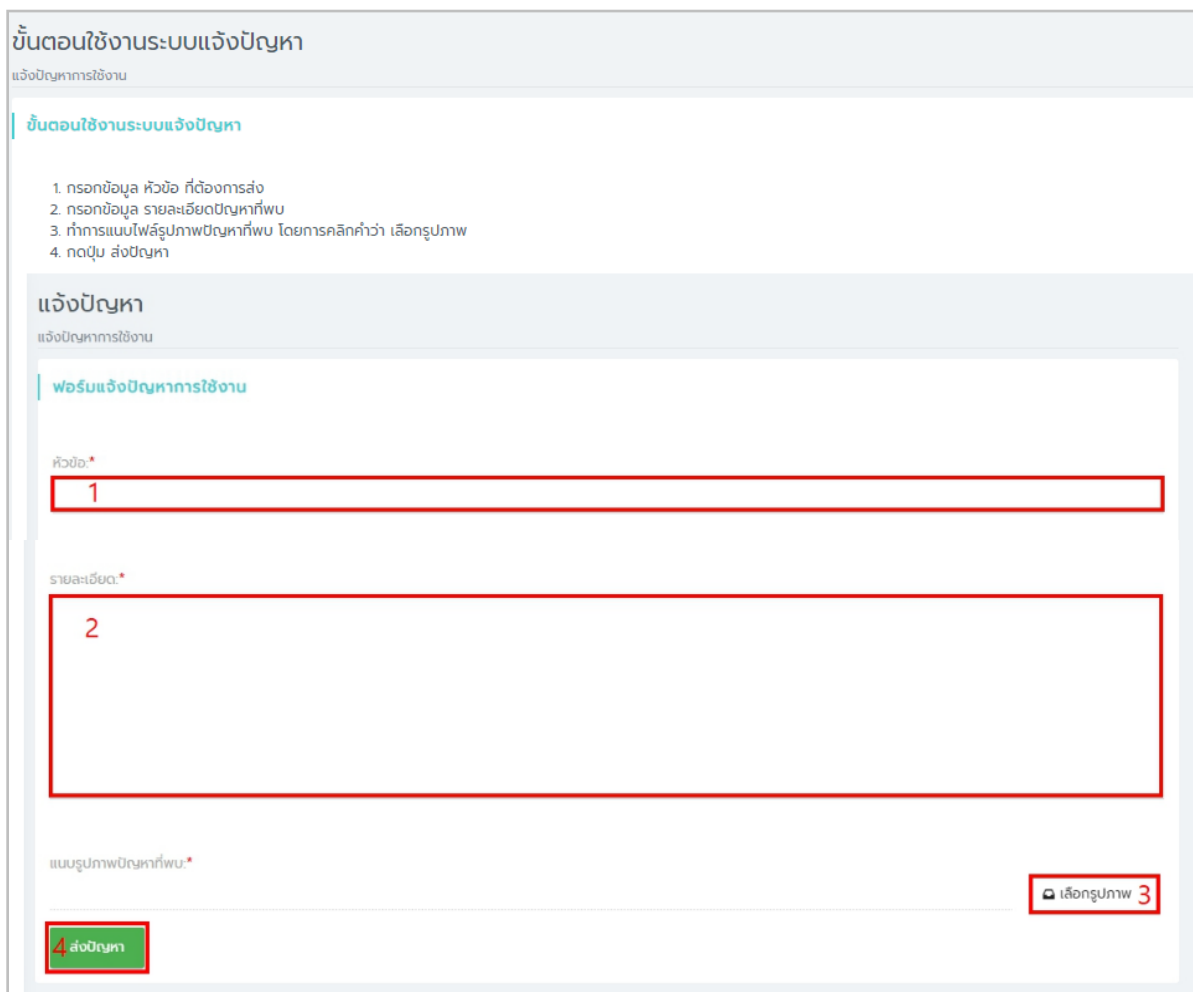 ขั้นตอนใช้งานระบบแจ้งปัญหา
แจ้งปัญหาการใช้งาน
ขั้นตอนใช้งานระบบแจ้งปัญหา
1. กรอกข้อมูล หัวข้อ ที่ต้องการส่ง
2. กรอกข้อมูล รายละเอียดปัญหาที่พบ
3. ทำการแนบไฟล์รูปภาพปัญหาที่พบ โดยการคลิกคำว่า เลือกรูปภาพ
4. กดปุ่ม ส่งปัญหา
แจ้งปัญหา
แจ้งปัญหาการใช้งาน
ฟอร์มแจ้งปัญหาการใช้งาน
หัวข้อ:*
1
รายละเอียด:*
2
แนบรูปภาพปัญหาที่พบ:*
เลือกรูปภาพ 3
4 ส่งปัญหา